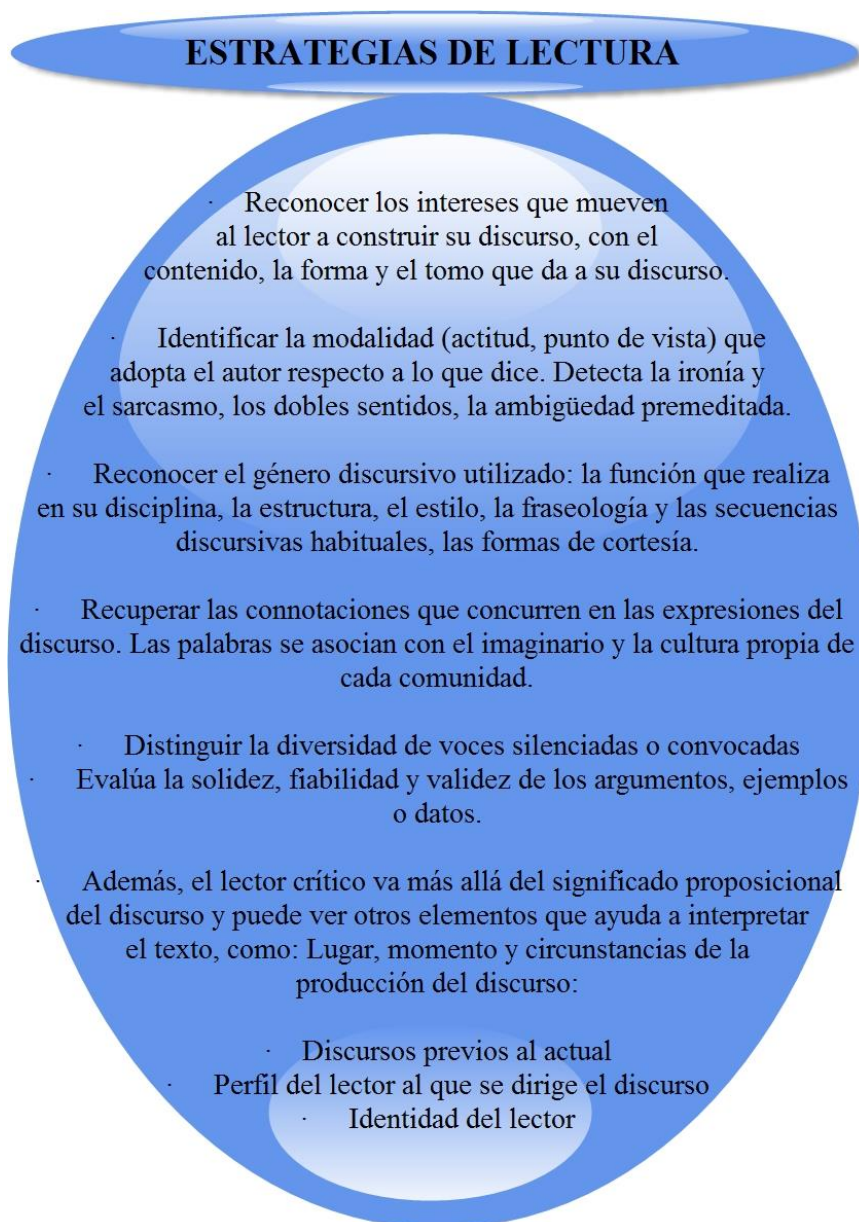 ESTRATEGIAS DE LECTURA
· Reconocer los intereses que mueven
al lector a construir su discurso, con el
contenido, la forma y el tomo que da a su discurso.
· Identificar la modalidad (actitud, punto de vista) que
adopta el autor respecto a lo que dice. Detecta la ironía y
el sarcasmo, los dobles sentidos, la ambigüedad premeditada.
· Reconocer el género discursivo utilizado: la función que realiza
en su disciplina, la estructura, el estilo, la fraseología y las secuencias
discursivas habituales, las formas de cortesía.
· Recuperar las connotaciones que concurren en las expresiones del
discurso. Las palabras se asocian con el imaginario y la cultura propia de
cada comunidad.
· Distinguir la diversidad de voces silenciadas o convocadas
· Evalúa la solidez, fiabilidad y validez de los argumentos, ejemplos
o datos.
· Además, el lector crítico va más allá del significado proposicional
del discurso y puede ver otros elementos que ayuda a interpretar
el texto, como: Lugar, momento y circunstancias de la
producción del discurso:
· Discursos previos al actual
· Perfil del lector al que se dirige el discurso
· Identidad del lector